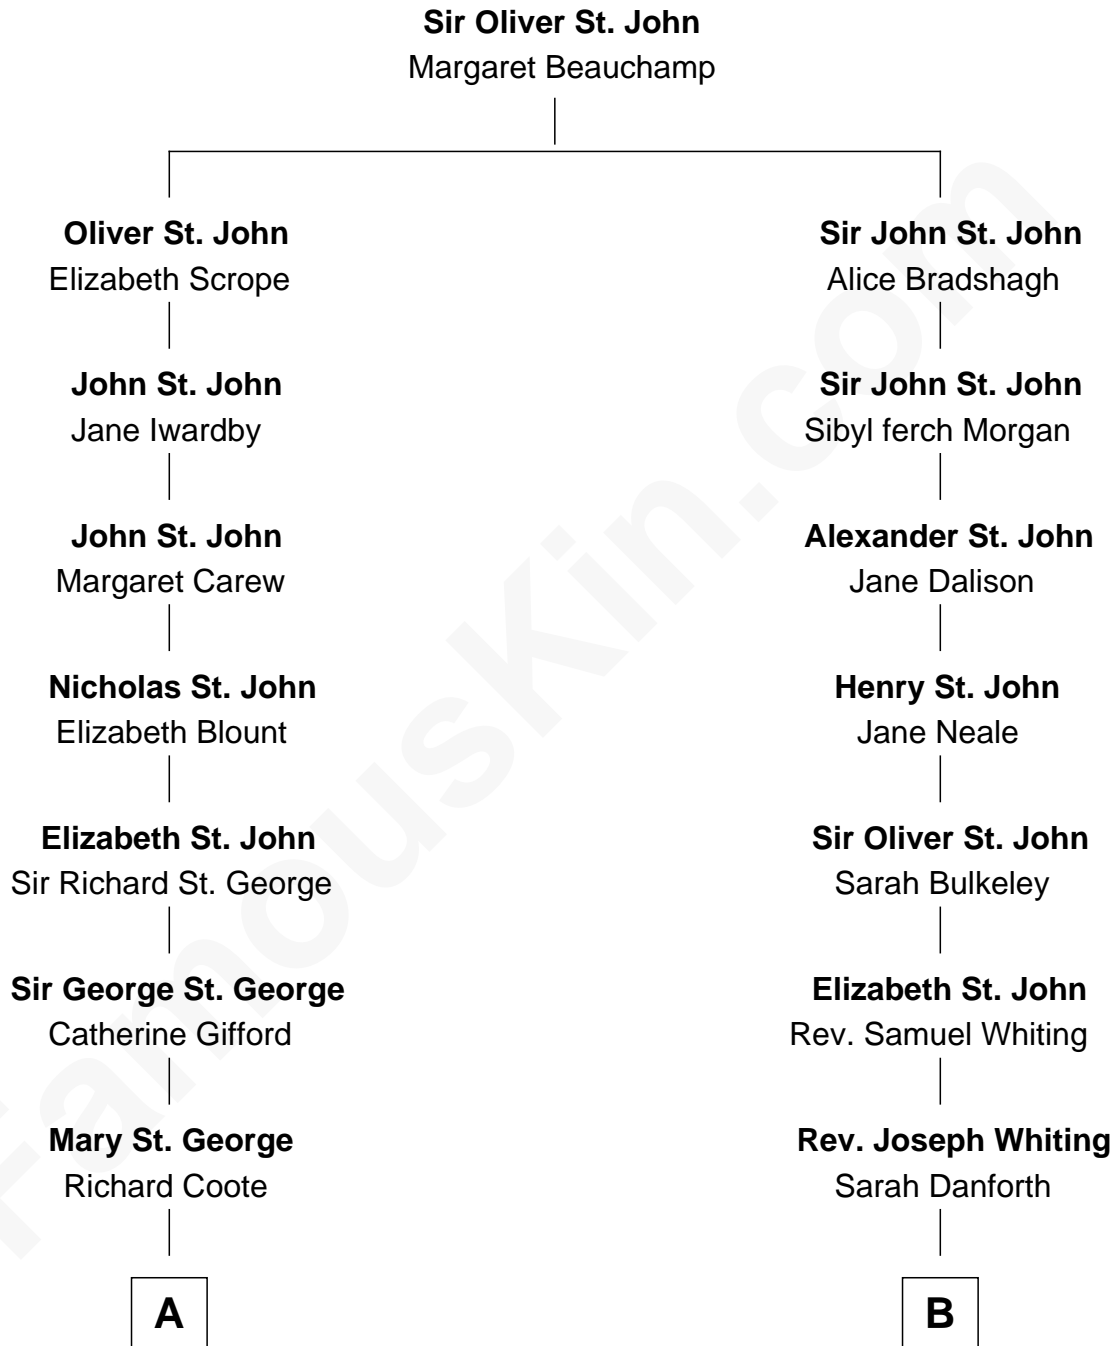 Sir Oliver St. John
Margaret Beauchamp
Oliver St. John
Elizabeth Scrope
John St. John
Jane Iwardby
John St. John
Margaret Carew
Nicholas St. John
Elizabeth Blount
Elizabeth St. John
Sir Richard St. George
Sir George St. George
Catherine Gifford
Mary St. George
Richard Coote
A
Sir John St. John
Alice Bradshagh
Sir John St. John
Sibyl ferch Morgan
Alexander St. John
Jane Dalison
Henry St. John
Jane Neale
Sir Oliver St. John
Sarah Bulkeley
Elizabeth St. John
Rev. Samuel Whiting
Rev. Joseph Whiting
Sarah Danforth
B
FamousKin.com